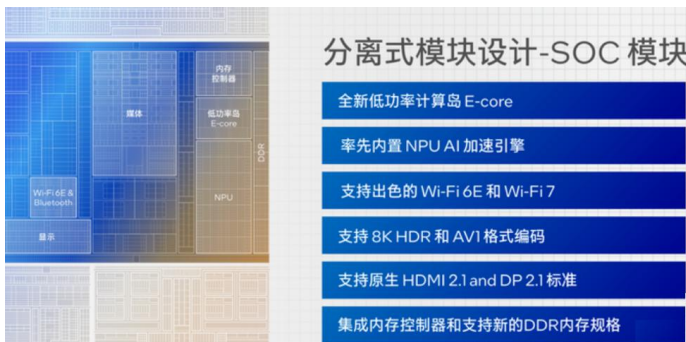 分离式模块设计-SOC 模块
内存
控制器
媒体
低功率岛
E-core
DDR
NPU
Wi-Fi 6E &
Bluetooth
显示
全新低功率计算岛 E-core
率先内置 NPU AI 加速引擎
支持出色的 Wi-Fi 6E 和 Wi-Fi 7
支持 8K HDR 和 AV1 格式编码
支持原生 HDMI 2.1 and DP 2.1 标准
集成内存控制器和支持新的DDR内存规格